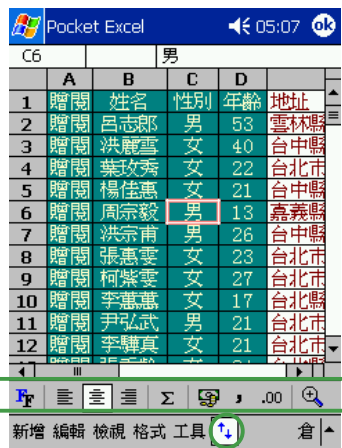 Pocket Excel 5:07 ok
C6 男
A B C D
1 贈閱 姓名 性別 年齡 地址
2 贈閱 呂志郎 男 53 雲林縣
3 贈閱 洪麗雪 女 40 台中縣
4 贈閱 葉玫秀 女 22 台北市
5 贈閱 楊佳惠 女 21 台中縣
6 贈閱 周宗毅 男 13 嘉義縣
7 贈閱 洪宗甫 男 26 台中縣
8 贈閱 張惠雯 女 23 台北市
9 贈閱 柯紫雯 女 27 台北市
10 贈閱 李萬萬 女 17 台北縣
11 贈閱 尹弘武 男 21 台北市
12 贈閱 李驊真 女 21 台北市
Σ , .00
新增 編輯 檢視 格式 工具 倉